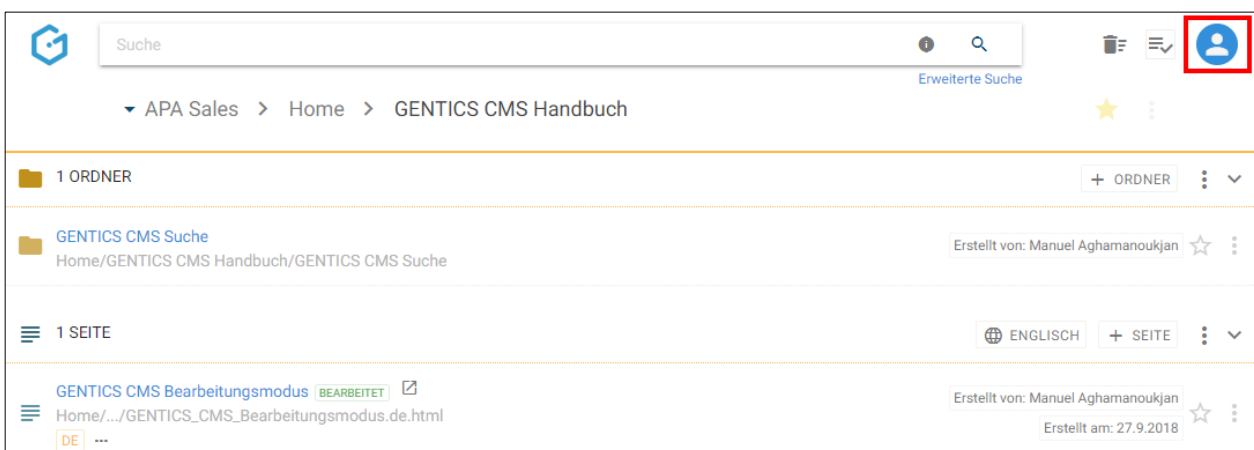 Suche
Erweiterte Suche
APA Sales > Home > GENTICS CMS Handbuch
1 ORDNER
+ ORDNER
GENTICS CMS Suche
Home/GENTICS CMS Handbuch/GENTICS CMS Suche
Erstellt von: Manuel Aghamanoukjan
1 SEITE
ENGLISCH
+ SEITE
GENTICS CMS Bearbeitungsmodus BEARBEITET
Home/.../GENTICS_CMS_Bearbeitungsmodus.de.html
DE ...
Erstellt von: Manuel Aghamanoukjan
Erstellt am: 27.9.2018